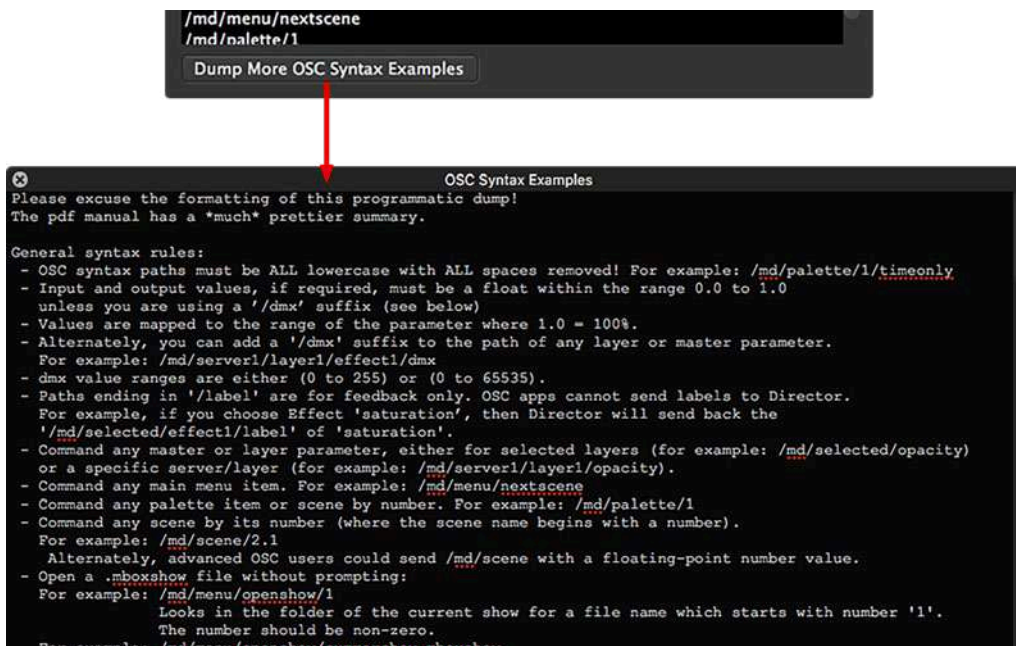 /md/menu/nextscene
/md/palette/1
Dump More OSC Syntax Examples
OSC Syntax Examples
Please excuse the formatting of this programmatic dump!
The pdf manual has a *much* prettier summary.
General syntax rules:
- OSC syntax paths must be ALL lowercase with ALL spaces removed! For example: /md/palette/1/timeonly
- Input and output values, if required, must be a float within the range 0.0 to 1.0
unless you are using a '/dmx' suffix (see below)
- Values are mapped to the range of the parameter where 1.0 = 100%.
- Alternately, you can add a '/dmx' suffix to the path of any layer or master parameter.
For example: /md/server1/layer1/effect1/dmx
- dmx value ranges are either (0 to 255) or (0 to 65535).
- Paths ending in '/label' are for feedback only. OSC apps cannot send labels to Director.
For example, if you choose Effect 'saturation', then Director will send back the
'/md/selected/effect1/label' of 'saturation'.
- Command any master or layer parameter, either for selected layers (for example: /md/selected/opacity)
or a specific server/layer (for example: /md/server1/layer1/opacity).
- Command any main menu item. For example: /md/menu/nextscene
- Command any palette item or scene by number. For example: /md/palette/1
- Command any scene by its number (where the scene name begins with a number).
For example: /md/scene/2.1
Alternately, advanced OSC users could send /md/scene with a floating-point number value.
- Open a .mboxshow file without prompting:
For example: /md/menu/openshow/1
Looks in the folder of the current show for a file name which starts with number '1'.
The number should be non-zero.